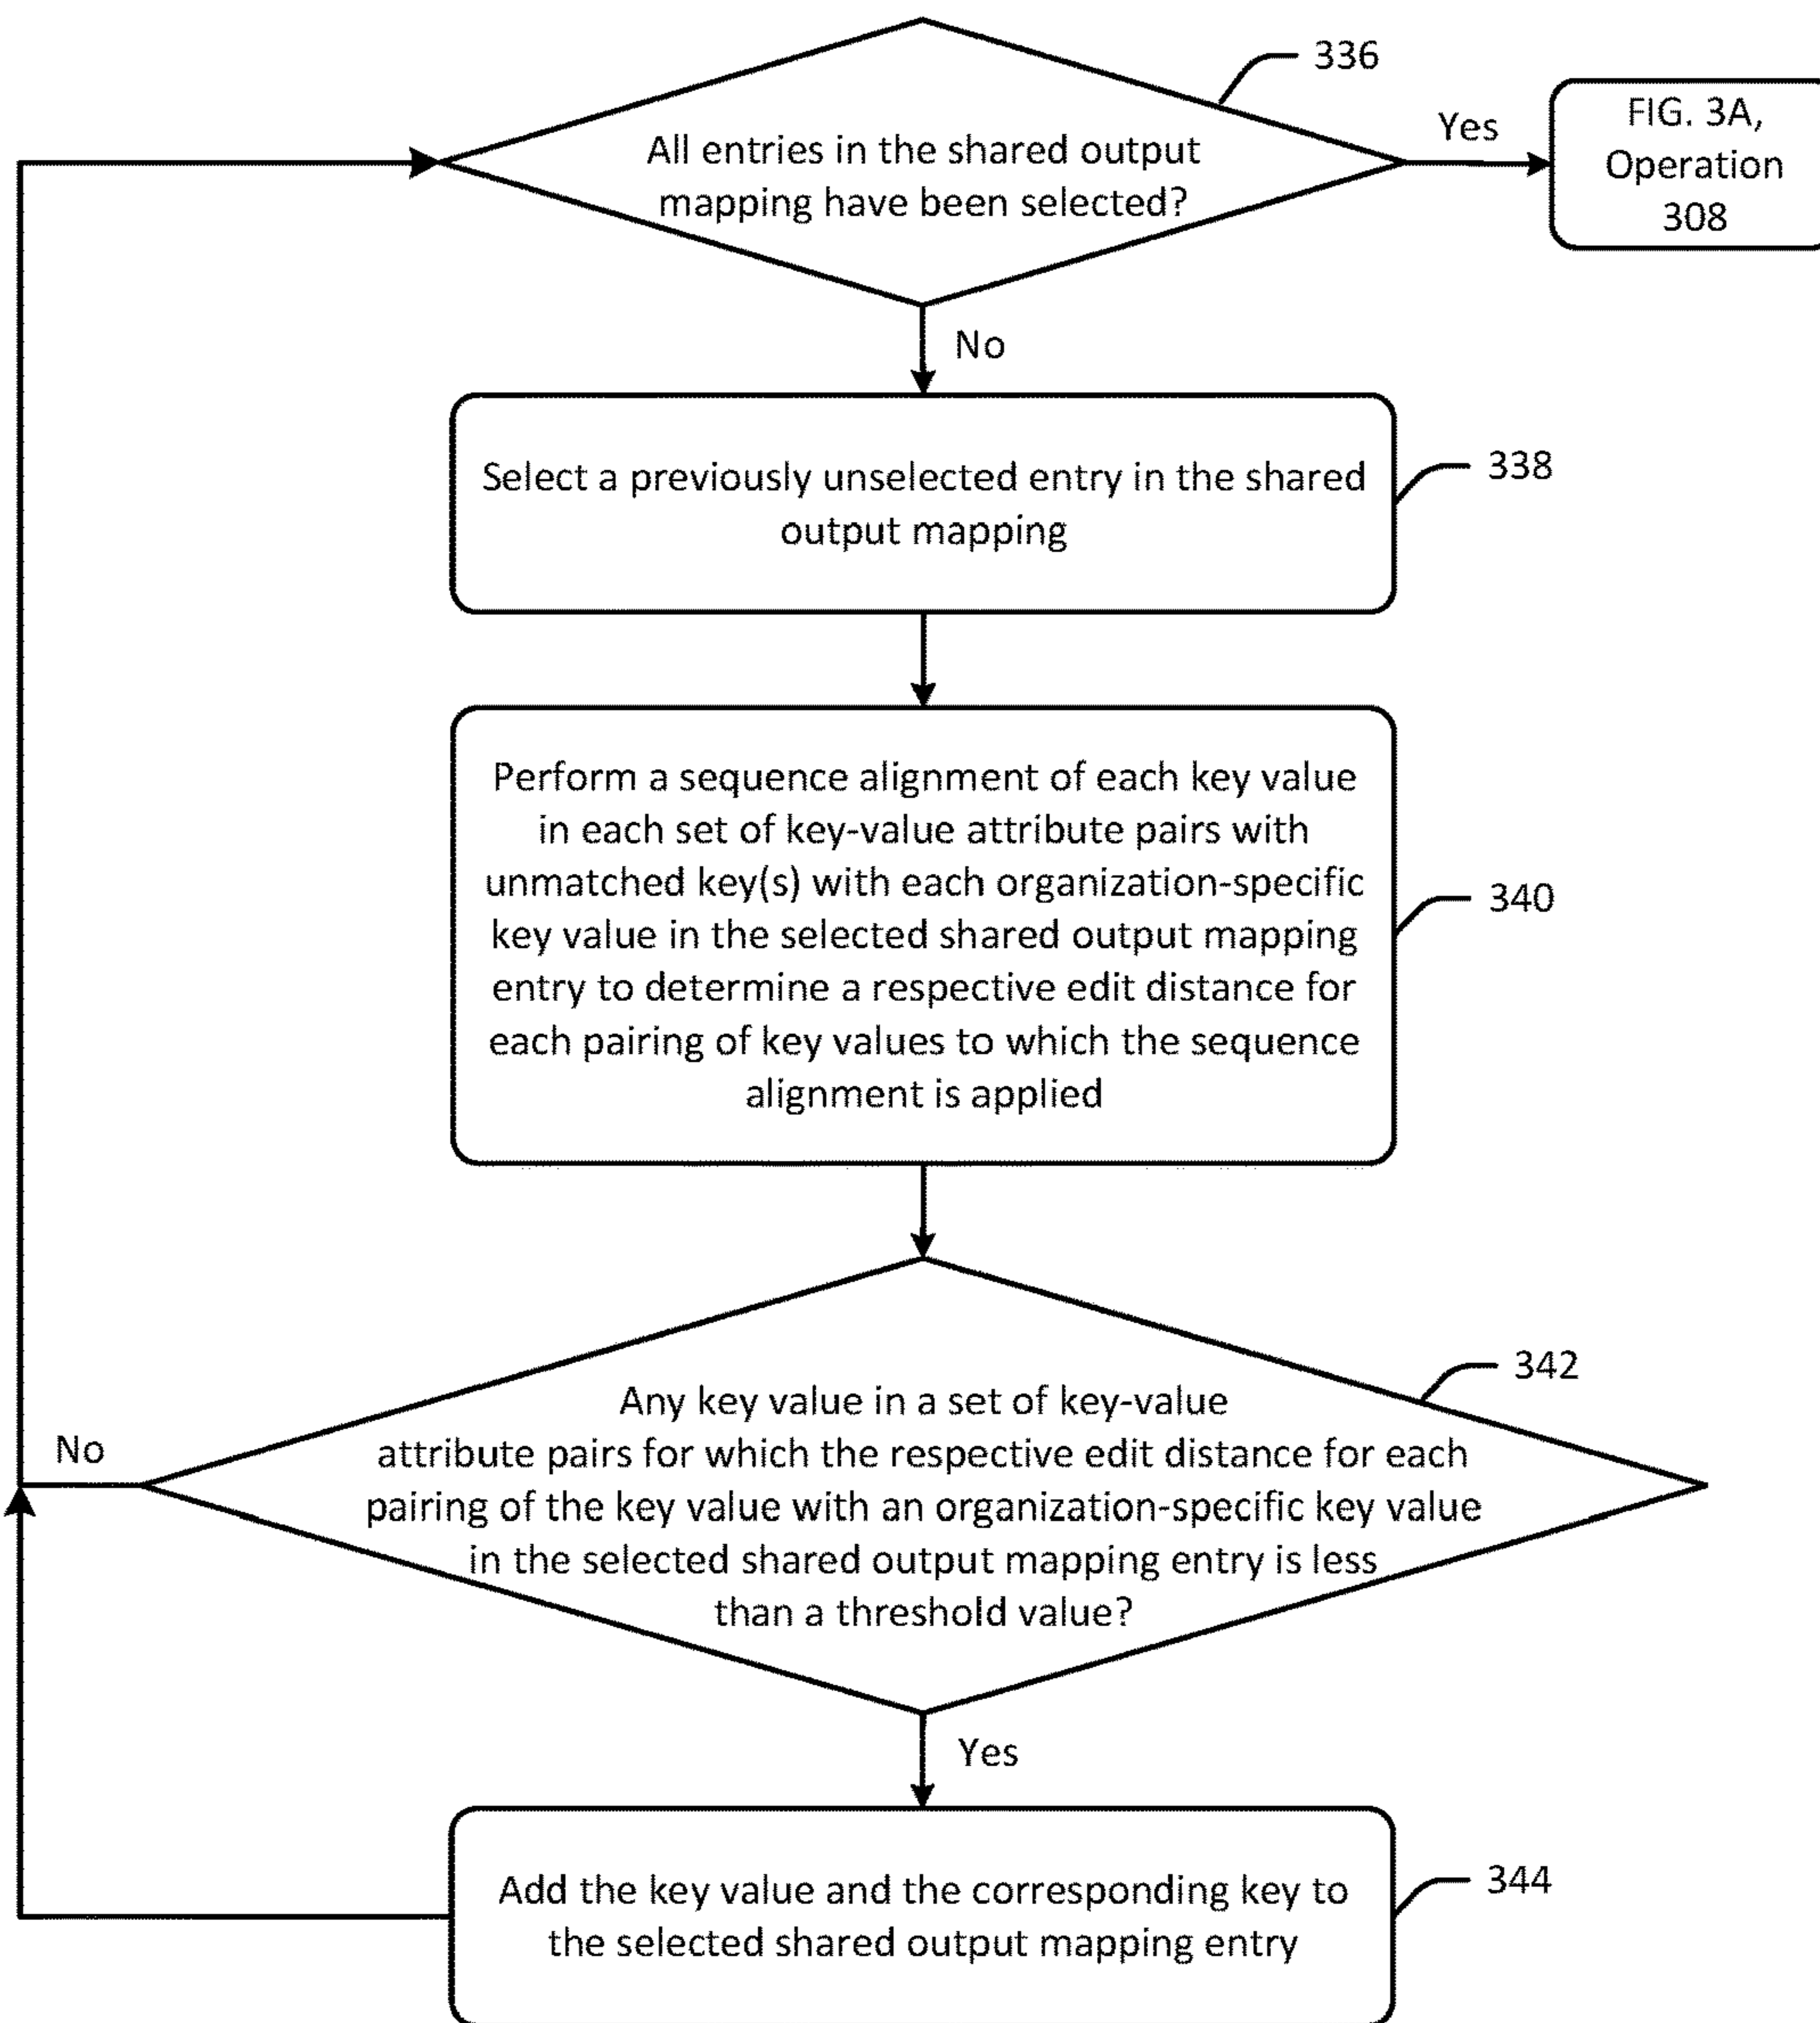 336
All entries in the shared output
mapping have been selected?
Yes
FIG. 3A,
Operation
308
No
Select a previously unselected entry in the shared
output mapping
338
Perform a sequence alignment of each key value
in each set of key-value attribute pairs with
unmatched key(s) with each organization-specific
key value in the selected shared output mapping
entry to determine a respective edit distance for
each pairing of key values to which the sequence
alignment is applied
340
342
Any key value in a set of key-value
attribute pairs for which the respective edit distance for each
pairing of the key value with an organization-specific key value
in the selected shared output mapping entry is less
than a threshold value?
No
Yes
Add the key value and the corresponding key to
the selected shared output mapping entry
344